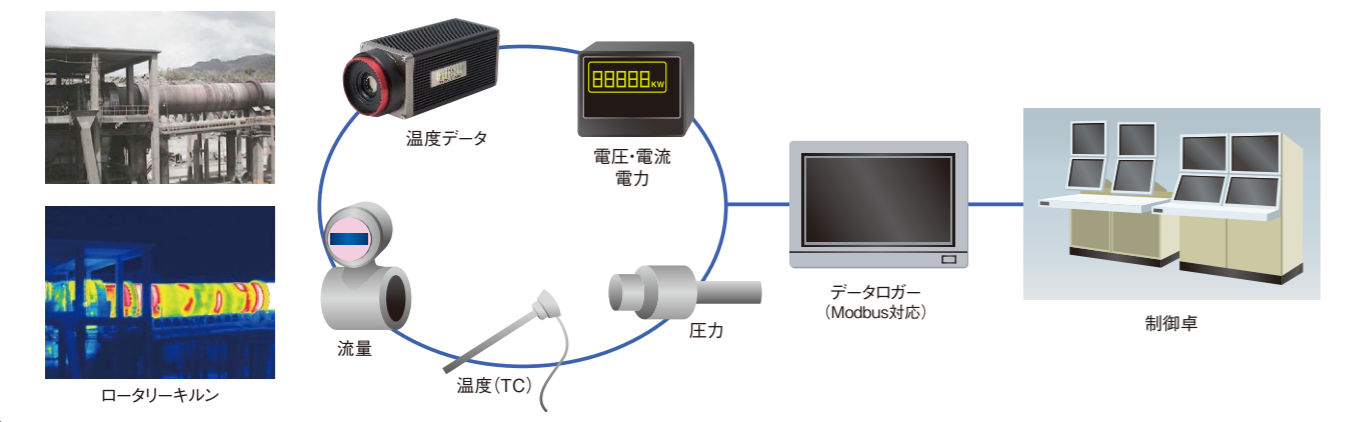 温度データ
88888KW
電圧・電流
電力
流量
温度(TC)
圧力
データロガー
(Modbus対応)
制御卓
ロータリーキルン